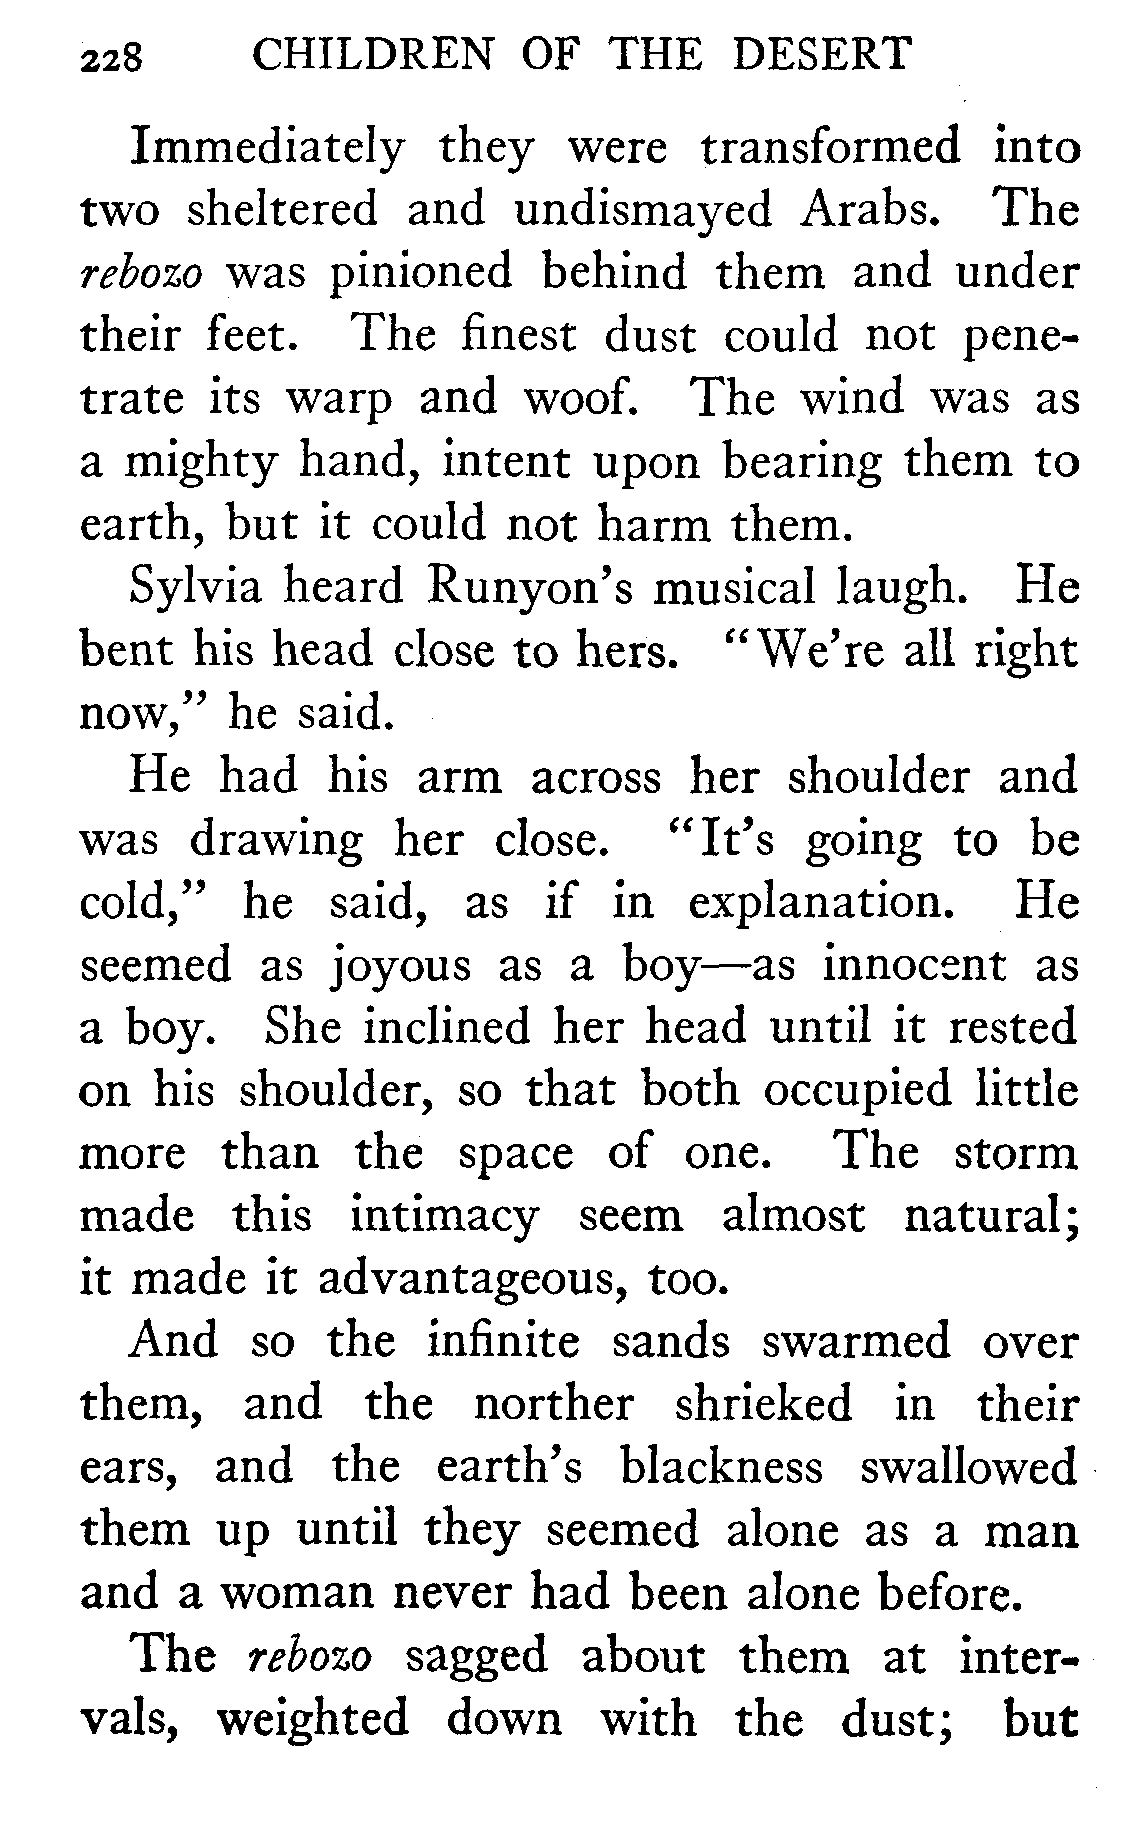 228 CHILDREN OF THE DESERT
Immediately they were transformed into
two sheltered and undismayed Arabs. The
rebozo was pinioned behind them and under
their feet. The finest dust could not pene-
trate its warp and woof. The wind was as
a mighty hand, intent upon bearing them to
earth, but it could not harm them.
Sylvia heard Runyon's musical laugh. He
bent his head close to hers. "We're all right
now," he said.
He had his arm across her shoulder and
was drawing her close. "It's going to be
cold," he said, as if in explanation. He
seemed as joyous as a boy—as innocent as
a boy. She inclined her head until it rested
on his shoulder, so that both occupied little
more than the space of one. The storm
made this intimacy seem almost natural;
it made it advantageous, too.
And so the infinite sands swarmed over
them, and the norther shrieked in their
ears, and the earth's blackness swallowed
them up until they seemed alone as a man
and a woman never had been alone before.
The rebozo sagged about them at inter-
vals, weighted down with the dust; but